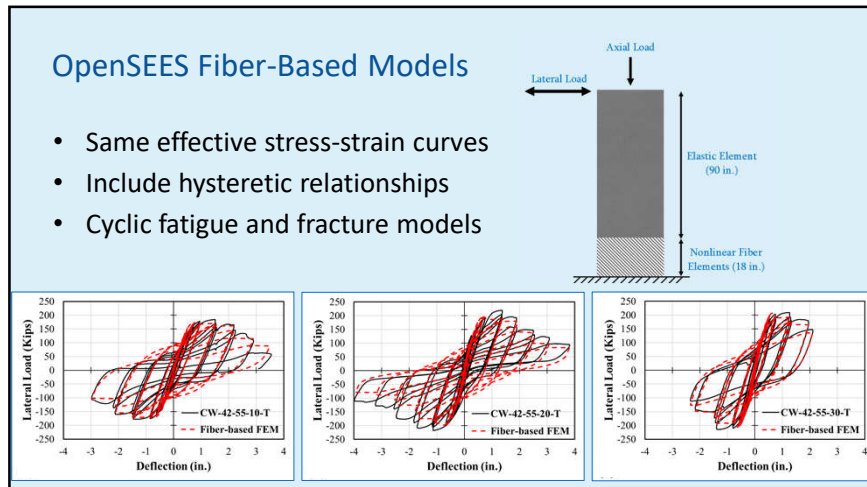 OpenSEES Fiber-Based Models
• Same effective stress-strain curves
• Include hysteretic relationships
• Cyclic fatigue and fracture models
Axial Load
Lateral Load
Elastic Element
(90 in.)
Nonlinear Fiber
Elements (18 in.)
Lateral Load (Kips)
250
200
150
100
50
0
-50
-100
-150
-200
-250
CW-42-55-10-T
Fiber-based FEM
-4 -3 -2 -1 0 1 2 3 4
Deflection (in.)
Lateral Load (Kips)
250
200
150
100
50
0
-50
-100
-150
-200
-250
CW-42-55-20-T
Fiber-based FEM
-4 -3 -2 -1 0 1 2 3 4
Deflection (in.)
Lateral Load (Kips)
250
200
150
100
50
0
-50
-100
-150
-200
-250
CW-42-55-30-T
Fiber-based FEM
-4 -3 -2 -1 0 1 2 3 4
Deflection (in.)